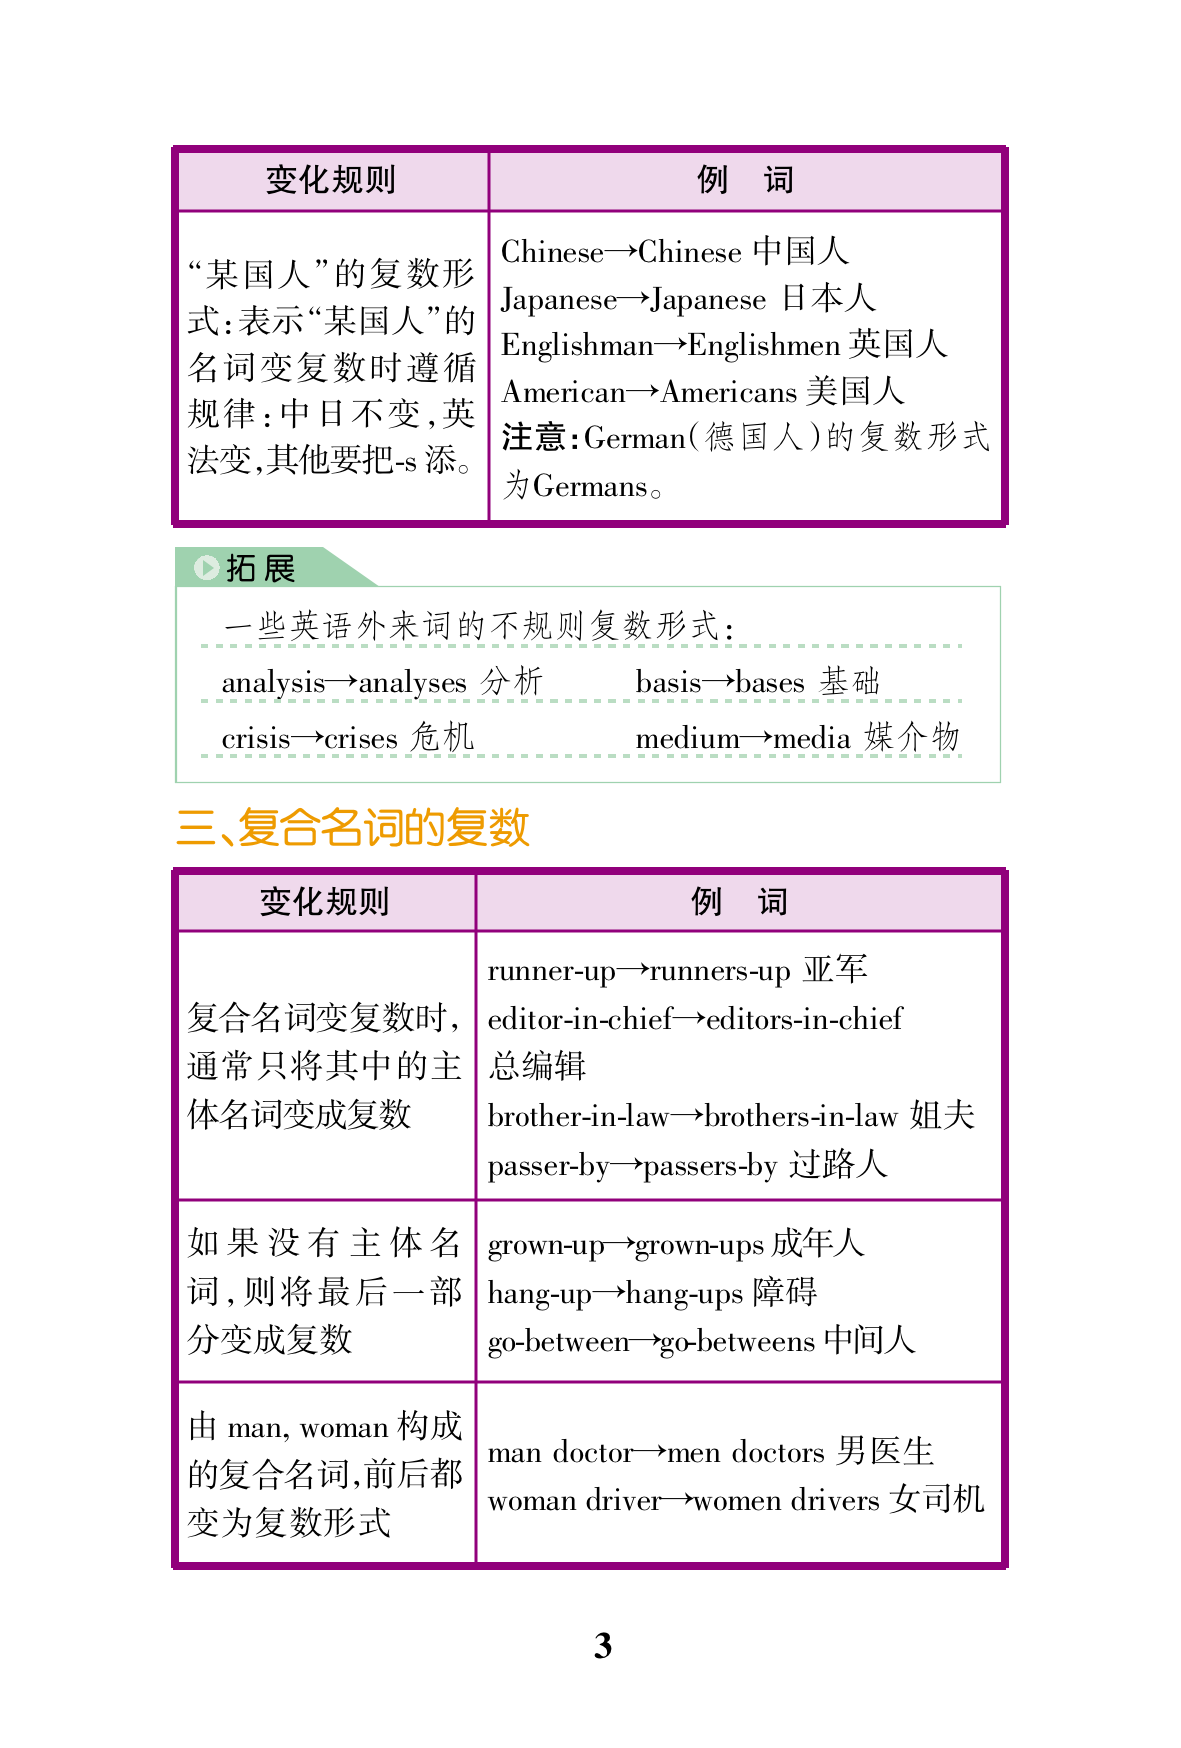 变化规则
例 词
“某国人”的复数形
式:表示“某国人”的
名词变复数时遵循
规律:中日不变,英
法变,其他要把-s 添。
Chinese→Chinese 中国人
Japanese→Japanese 日本人
Englishman→Englishmen 英国人
American→Americans 美国人
注意:German(德国人)的复数形式
为Germans。
拓展
一些英语外来词的不规则复数形式:
analysis→analyses 分析 basis→bases 基础
crisis→crises 危机 medium→media 媒介物
三、复合名词的复数
变化规则
例 词
复合名词变复数时,
通常只将其中的主
体名词变成复数
runner-up→runners-up 亚军
editor-in-chief→editors-in-chief
总编辑
brother-in-law→brothers-in-law 姐夫
passer-by→passers-by 过路人
如果没有主体名
词,则将最后一部
分变成复数
grown-up→grown-ups 成年人
hang-up→hang-ups 障碍
go-between→go-betweens 中间人
由 man, woman 构成
的复合名词,前后都
变为复数形式
man doctor→men doctors 男医生
woman driver→women drivers 女司机
3